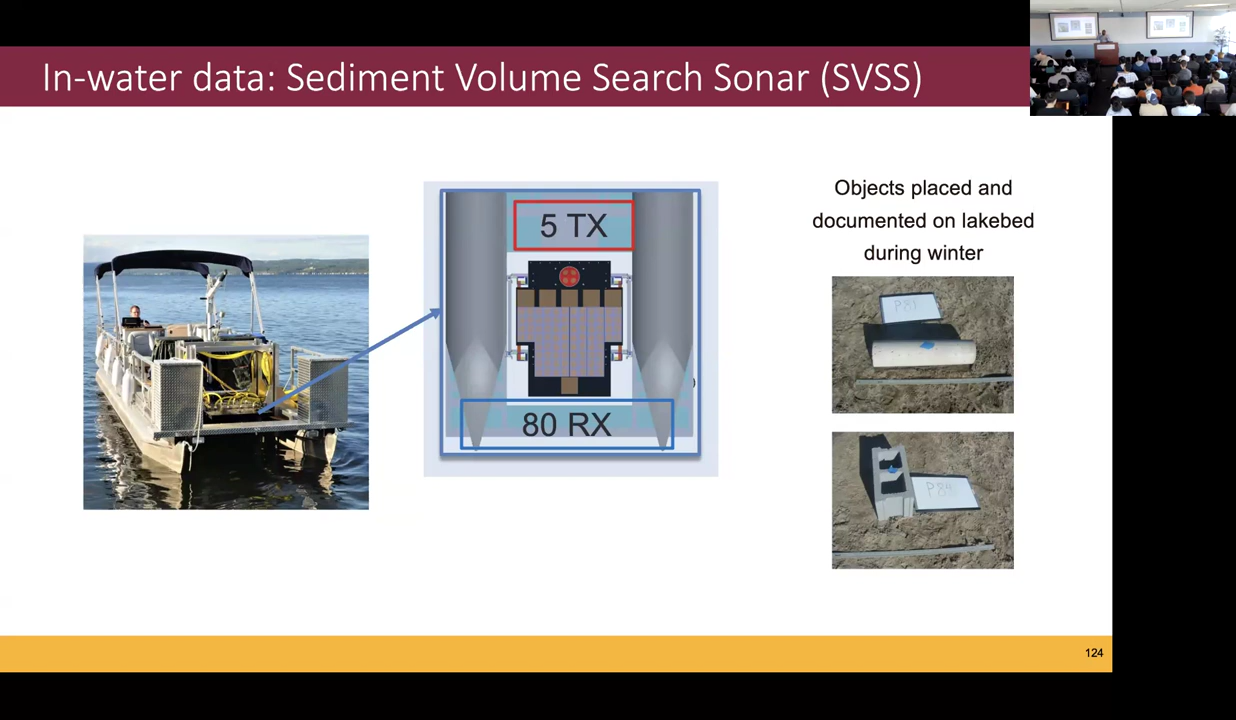 In-water data: Sediment Volume Search Sonar (SVSS)
5 TX
80 RX
Objects placed and
documented on lakebed
during winter
P81
124